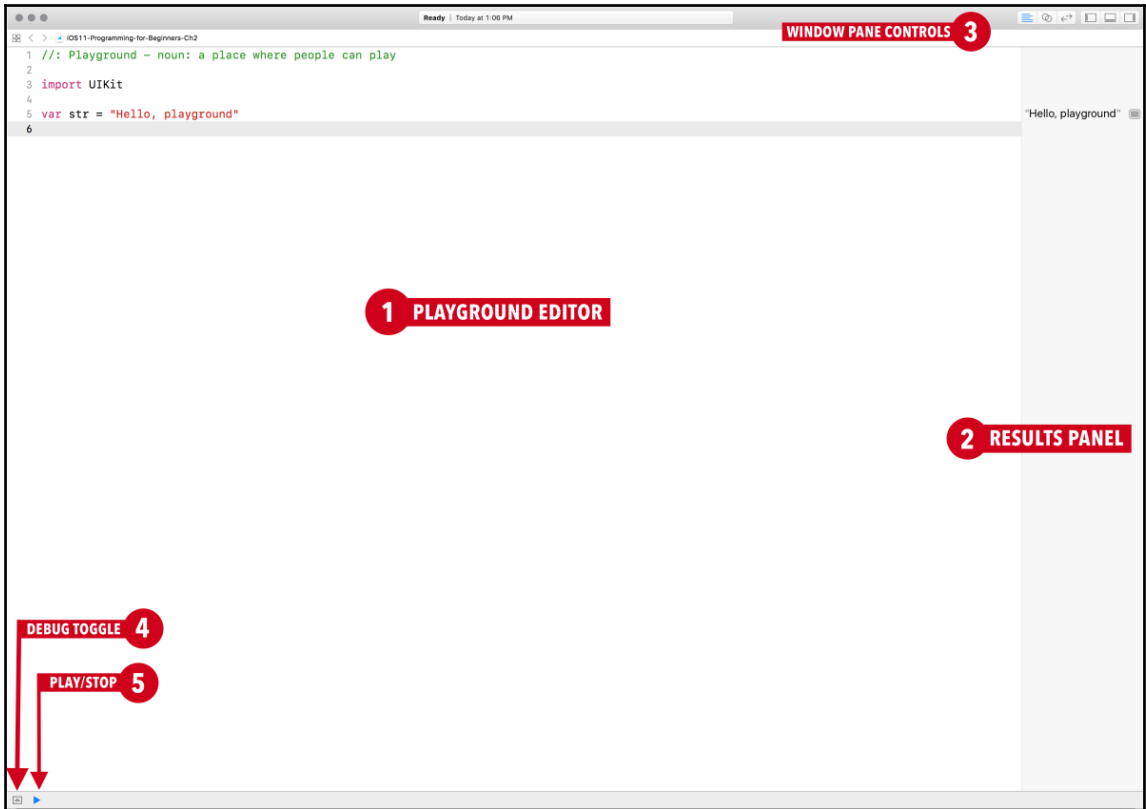 Ready | Today at 1:06 PM
WINDOW PANE CONTROLS 3
iOS11-Programming-for-Beginners-Ch2
1 //: Playground – noun: a place where people can play
2
3 import UIKit
4
5 var str = "Hello, playground"
"Hello, playground"
6
1 PLAYGROUND EDITOR
2 RESULTS PANEL
DEBUG TOGGLE 4
PLAY/STOP 5